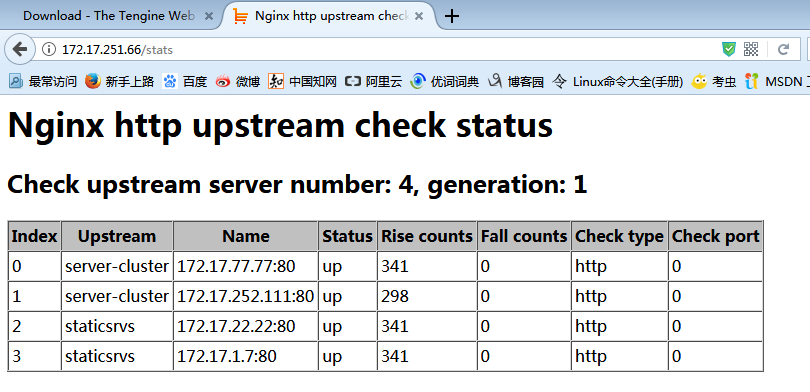 Download - The Tengine Web
Nginx http upstream chec
172.17.251.66/stats
最常访问 新手上路 百度 微博 中国知网 阿里云 优词词典 博客园 Linux命令大全(手册) 考虫 MSDN
Nginx http upstream check status
Check upstream server number: 4, generation: 1
Index Upstream Name Status Rise counts Fall counts Check type Check port
0 server-cluster 172.17.77.77:80 up 341 0 http 0
1 server-cluster 172.17.252.111:80 up 298 0 http 0
2 staticsrvs 172.17.22.22:80 up 341 0 http 0
3 staticsrvs 172.17.1.7:80 up 341 0 http 0